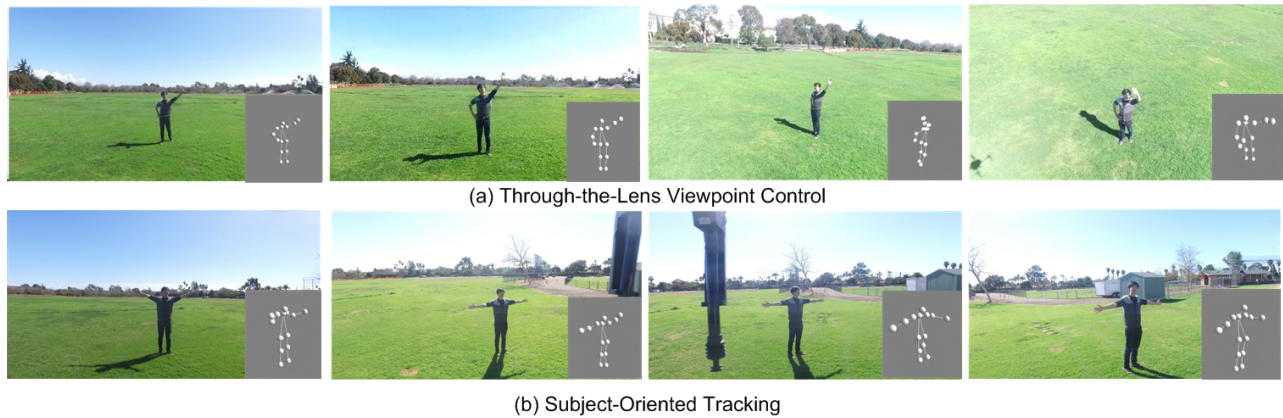 (a) Through-the-Lens Viewpoint Control
(b) Subject-Oriented Tracking